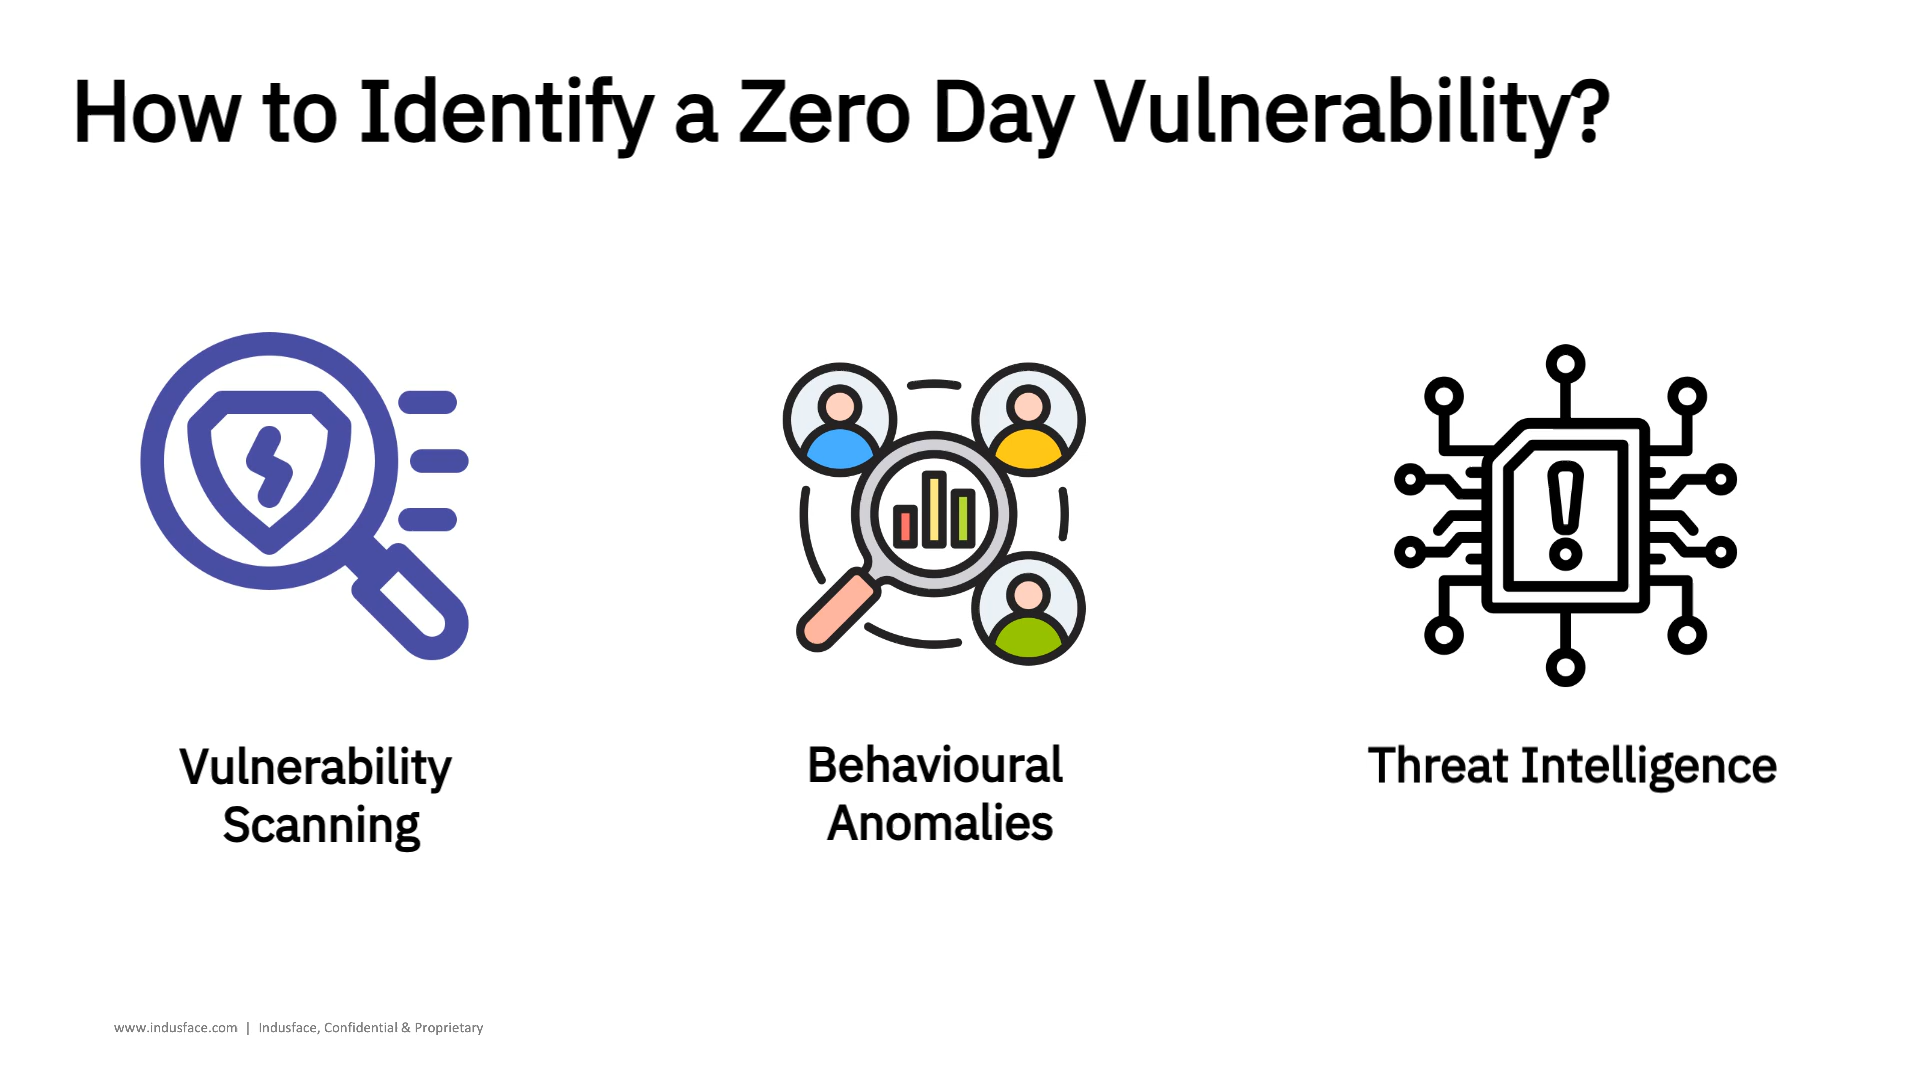 How to Identify a Zero Day Vulnerability?
Vulnerability
Scanning
Behavioural
Anomalies
Threat Intelligence
www.indusface.com | Indusface, Confidential & Proprietary